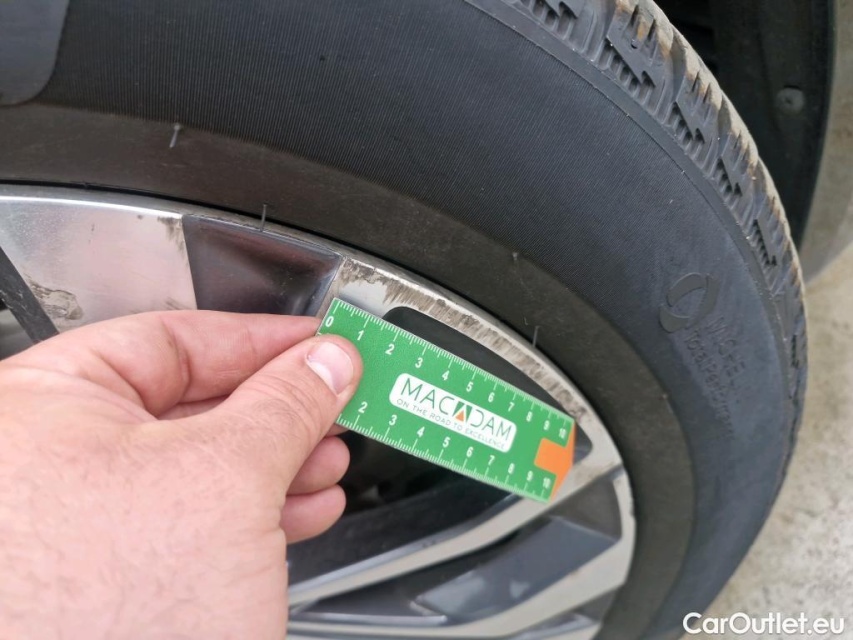 0 1 2 3 4 5 6 7 8 9 10
MACADAM
ON THE ROAD TO EXCELLENCE
2 3 4 5 6 7 8 9 10
CarOutlet.eu